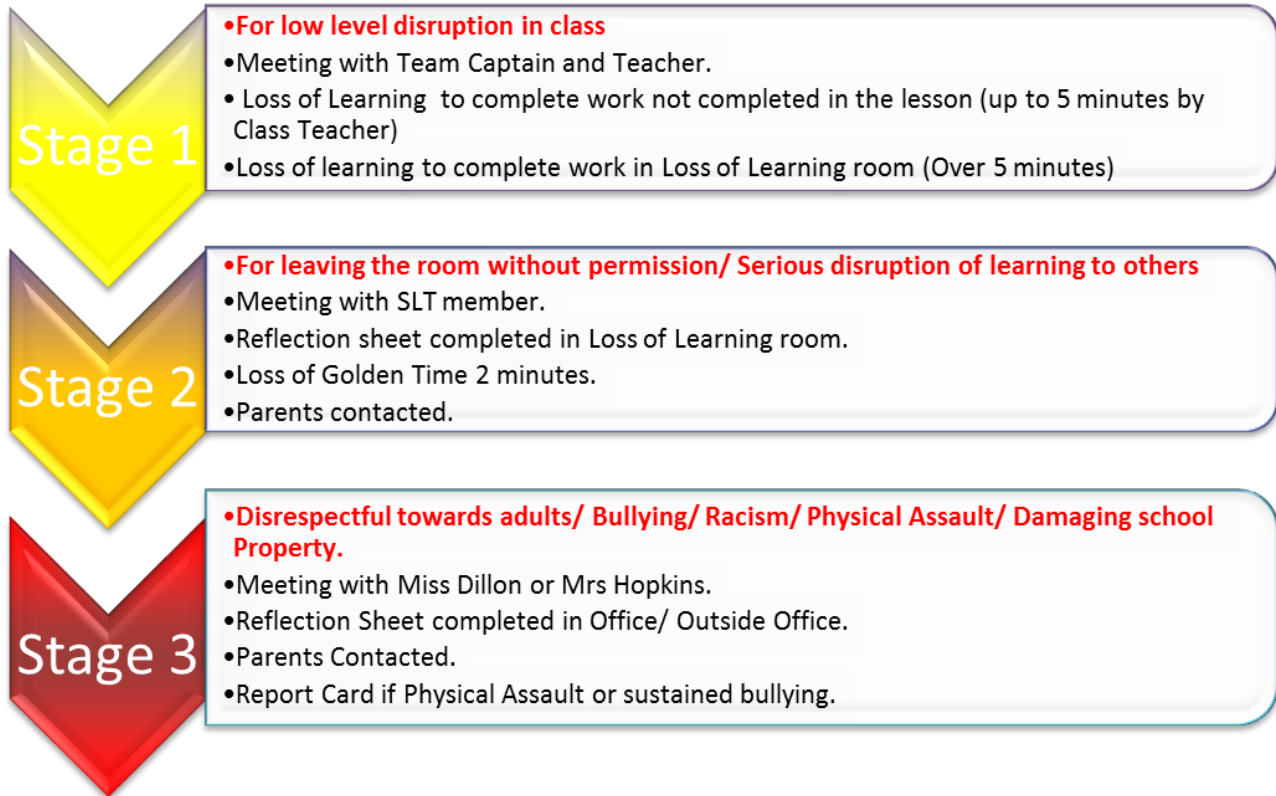 Stage 1
•For low level disruption in class
•Meeting with Team Captain and Teacher.
• Loss of Learning to complete work not completed in the lesson (up to 5 minutes by
Class Teacher)
•Loss of learning to complete work in Loss of Learning room (Over 5 minutes)
Stage 2
•For leaving the room without permission/ Serious disruption of learning to others
•Meeting with SLT member.
•Reflection sheet completed in Loss of Learning room.
•Loss of Golden Time 2 minutes.
•Parents contacted.
Stage 3
•Disrespectful towards adults/ Bullying/ Racism/ Physical Assault/ Damaging school
Property.
•Meeting with Miss Dillon or Mrs Hopkins.
•Reflection Sheet completed in Office/ Outside Office.
•Parents Contacted.
•Report Card if Physical Assault or sustained bullying.